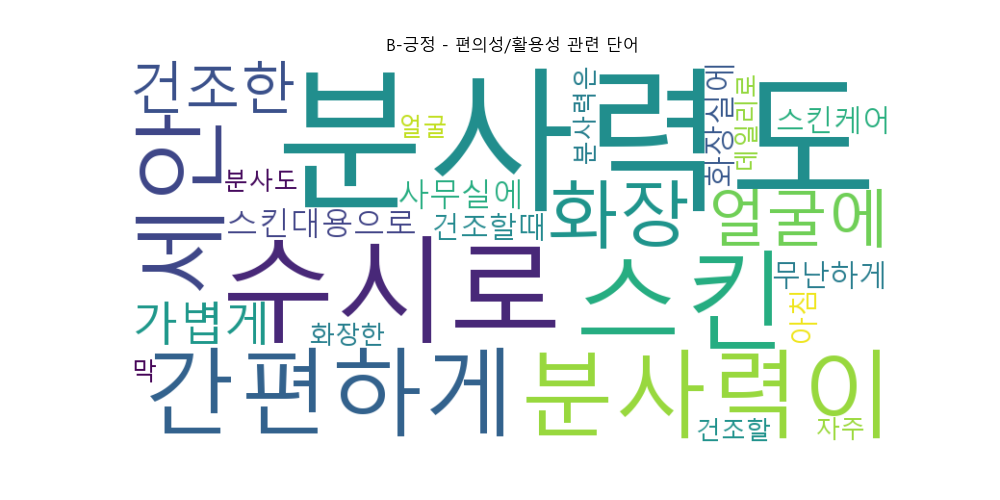 B-긍정 - 편의성/활용성 관련 단어
건조한
분사력도
분사력은
화장실에
데일리로
스킨케어
얼굴
세안
분사도
사무실에
화장
얼굴에
스킨대용으로
건조할때
수시로
스킨
무난하게
가볍게
화장한
아침
막
간편하게
분사력이
건조할
자주